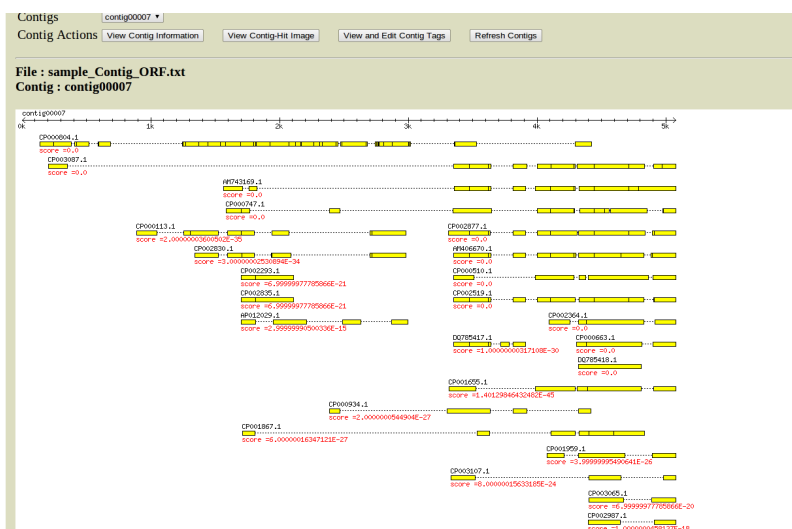 Contigs contig00007
Contig Actions View Contig Information View Contig-Hit Image View and Edit Contig Tags Refresh Contigs
File : sample_Contig_ORF.txt
Contig : contig00007
contig00007
0k 1k 2k 3k 4k 5k
CP000804.1
score =0.0
CP003087.1
score =0.0
AM743169.1
score =0.0
CP000747.1
score =0.0
CP000113.1 CP002877.1
score =2.00000003600502E-35 score =0.0
CP002830.1 AM406670.1
score =3.00000002530894E-34 score =0.0
CP002293.1 CP000510.1
score =6.99999977785866E-21 score =0.0
CP002835.1 CP002519.1
score =6.99999977785866E-21 score =0.0
AP012029.1 CP002364.1
score =2.99999990500336E-15 score =0.0
DQ785417.1 CP000663.1
score =1.00000000317108E-30 score =0.0
DQ785418.1
score =0.0
CP001655.1
score =1.40129846432482E-45
CP000934.1
score =2.0000000544904E-27
CP001867.1
score =6.00000016347121E-27
CP001959.1
score =3.99999995490641E-26
CP003107.1
score =8.00000015633185E-24
CP003065.1
score =6.99999977785866E-20
CP002987.1